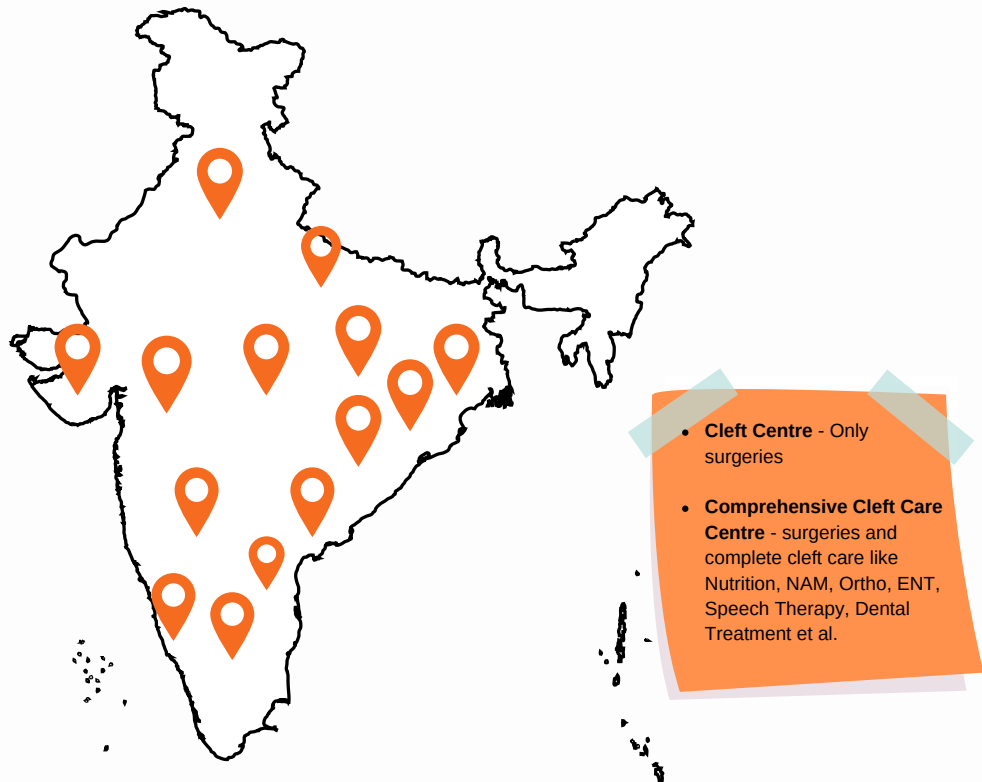 Cleft Centre - Only
surgeries
Comprehensive Cleft Care
Centre - surgeries and
complete cleft care like
Nutrition, NAM, Ortho, ENT,
Speech Therapy, Dental
Treatment et al.